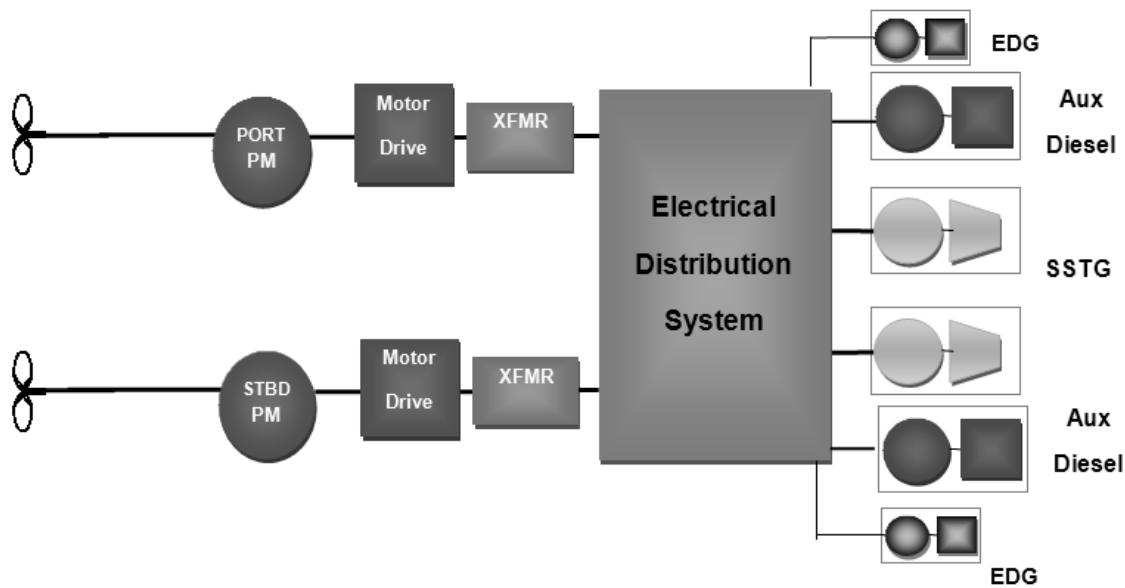 EDG
Aux
Diesel
Motor
Drive
XFMR
PORT
PM
Electrical
Distribution
System
SSTG
Motor
Drive
XFMR
STBD
PM
Aux
Diesel
EDG